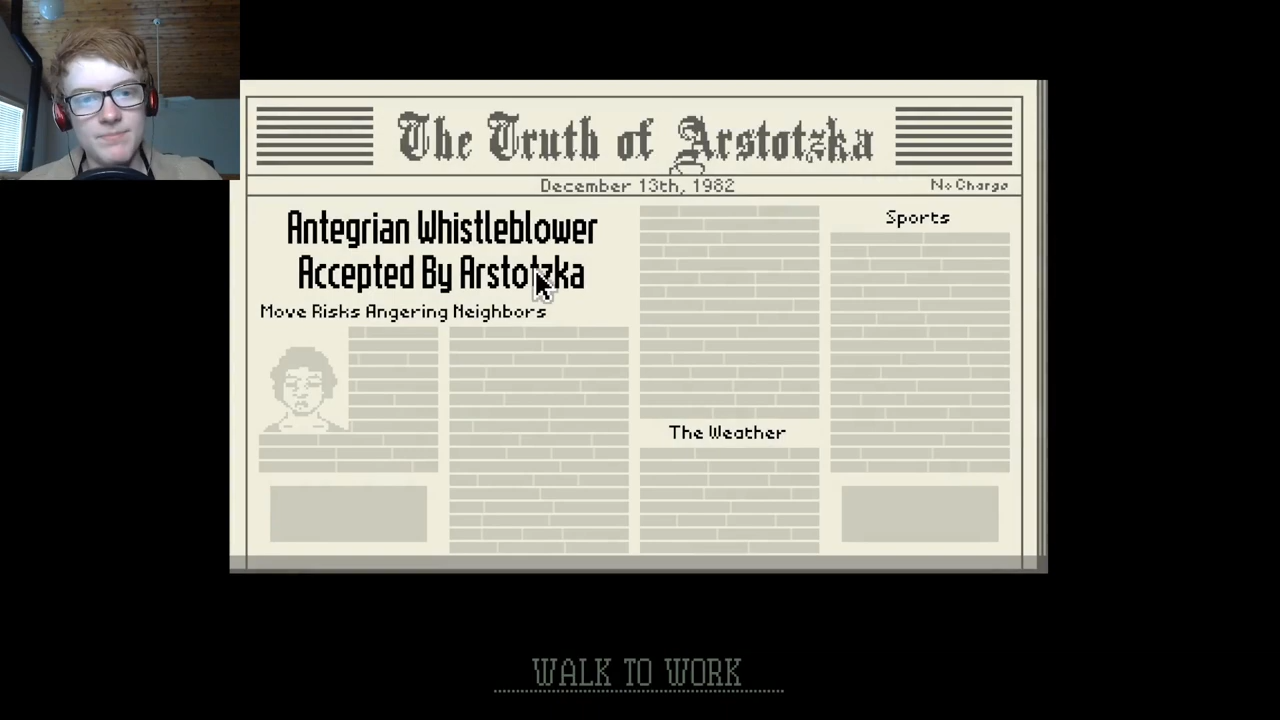 The Truth of Arstotzka
December 13th, 1982
No Charge
Antegrian Whistleblower
Accepted By Arstotzka
Move Risks Angering Neighbors
The Weather
Sports
WALK TO WORK